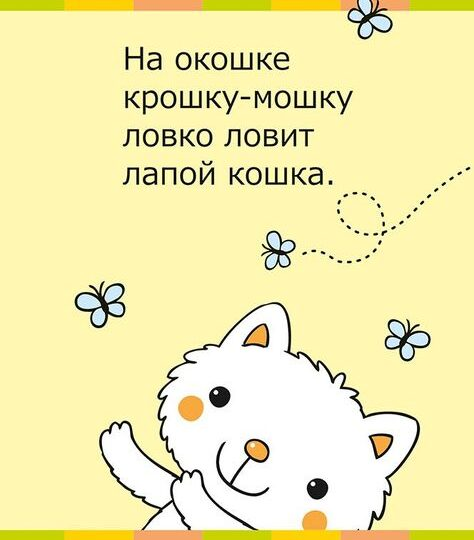 На окошке
крошку-мошку
ловко ловит
лапой кошка.